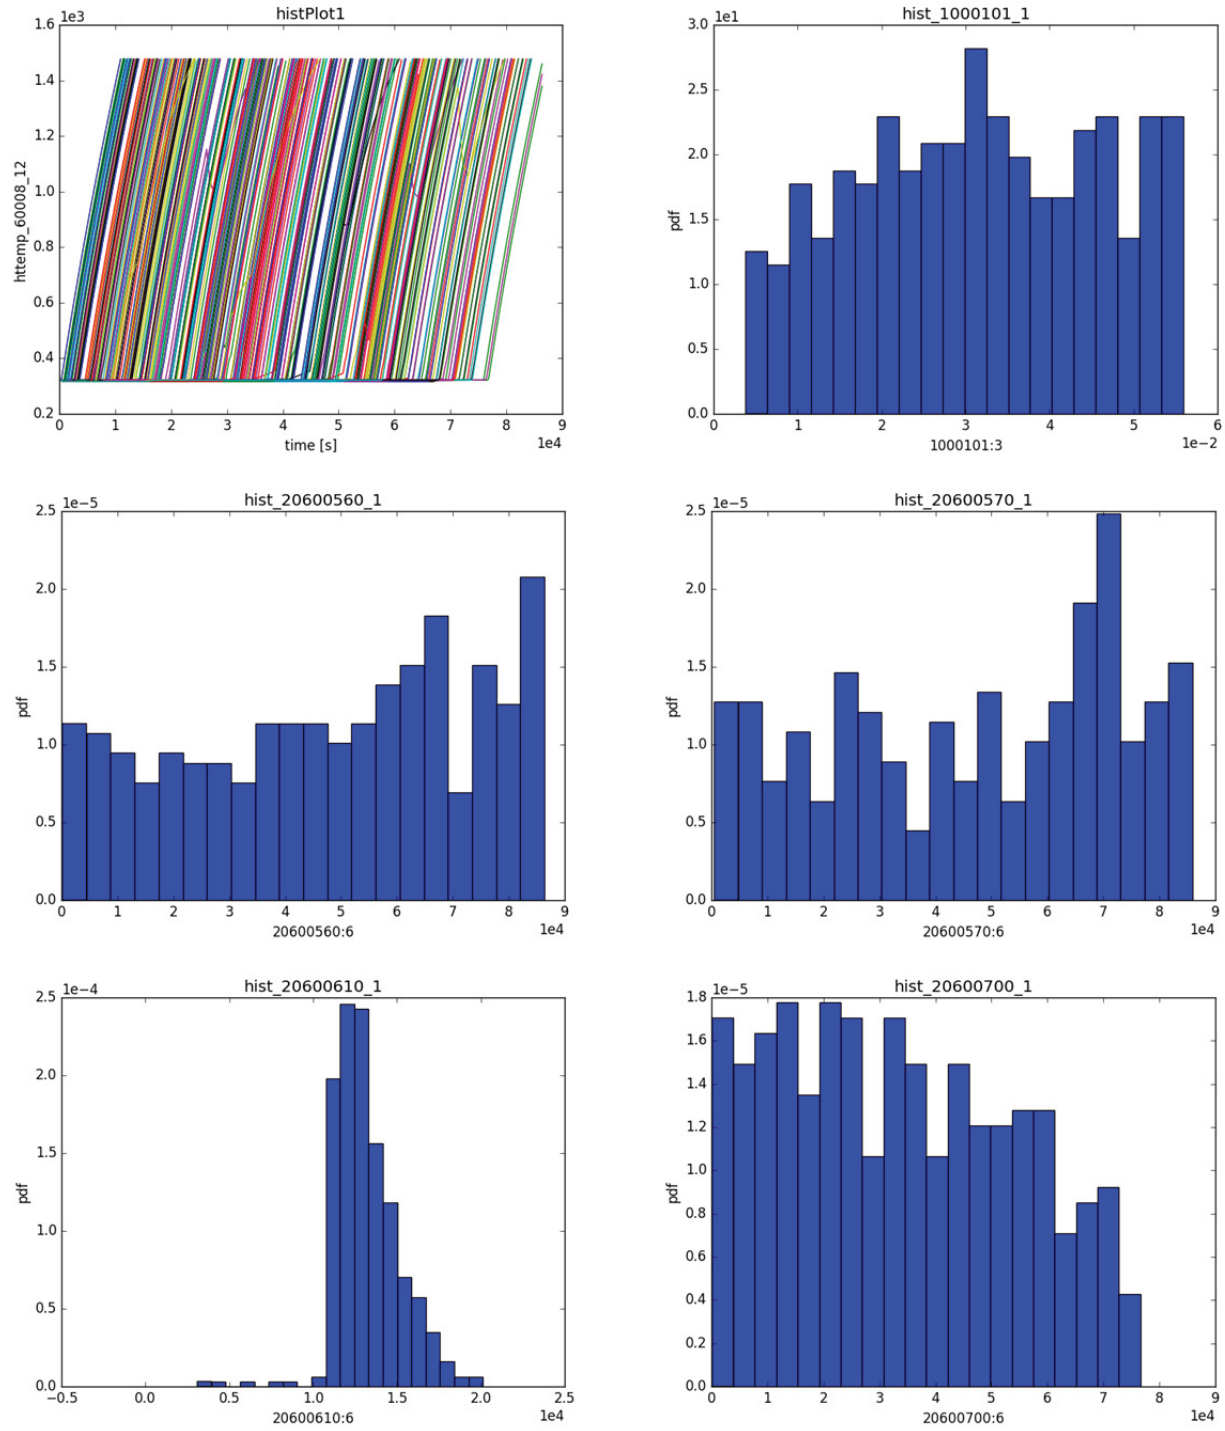 histPlot1
1e3
1.6
1.4
1.2
1.0
0.8
0.6
0.4
0.2
httemp_60008_12
0 1 2 3 4 5 6 7 8 9
1e4
time [s]
hist_1000101_1
1e1
3.0
2.5
2.0
1.5
1.0
0.5
0.0
pdf
0 1 2 3 4 5 6
1e−2
1000101:3
hist_20600560_1
1e−5
2.5
2.0
1.5
1.0
0.5
0.0
pdf
0 1 2 3 4 5 6 7 8 9
1e4
20600560:6
hist_20600570_1
1e−5
2.5
2.0
1.5
1.0
0.5
0.0
pdf
0 1 2 3 4 5 6 7 8 9
1e4
20600570:6
hist_20600610_1
1e−4
2.5
2.0
1.5
1.0
0.5
0.0
pdf
−0.5 0.0 0.5 1.0 1.5 2.0 2.5
1e4
20600610:6
hist_20600700_1
1e−5
1.8
1.6
1.4
1.2
1.0
0.8
0.6
0.4
0.2
0.0
pdf
0 1 2 3 4 5 6 7 8 9
1e4
20600700:6